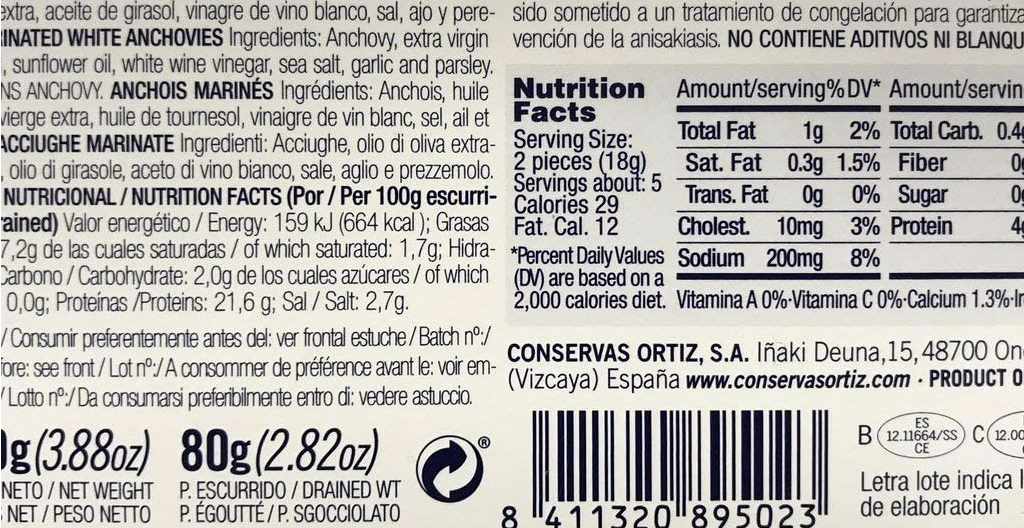 extra, aceite de girasol, vinagre de vino blanco, sal, ajo y pere-
INATED WHITE ANCHOVIES Ingredients: Anchovy, extra virgin
, sunflower oil, white wine vinegar, sea salt, garlic and parsley.
NS ANCHOVY. ANCHOIS MARINÉS Ingrédients: Anchois, huile
vierge extra, huile de tournesol, vinaigre de vin blanc, sel, ail et
ACCIUGHE MARINATE Ingredienti: Acciughe, olio di oliva extra-
, olio di girasole, aceto di vino bianco, sale, aglio e prezzemolo.
NUTRICIONAL / NUTRITION FACTS (Por / Per 100g escurri-
ained) Valor energético / Energy: 159 kJ (664 kcal ); Grasas
7,2g de las cuales saturadas / of which saturated: 1,7g; Hidra-
Carbono / Carbohydrate: 2,0g de los cuales azúcares / of which
0,0g; Proteínas /Proteins: 21,6 g; Sal / Salt: 2,7g.
/ Consumir preferentemente antes del: ver frontal estuche / Batch nº:/
fore: see front / Lot nº:/ A consommer de préférence avant le: voir em-
/ Lotto nº:/ Da consumarsi preferibilmente entro di: vedere astuccio.
g (3.88oz) 80g (2.82oz)
NETO / NET WEIGHT P. ESCURRIDO / DRAINED WT
NET / PESO NETTO P. ÉGOUTTÉ / P. SGOCCIOLATO
®
sido sometido a un tratamiento de congelación para garantiza
vención de la anisakiasis. NO CONTIENE ADITIVOS NI BLANQU
Nutrition
Facts
Serving Size:
2 pieces (18g)
Servings about: 5
Calories 29
Fat. Cal. 12
*Percent Daily Values
(DV) are based on a
2,000 calories diet.
Amount/serving % DV* Amount/servin
Total Fat 1g 2% Total Carb. 0.4g
Sat. Fat 0.3g 1.5% Fiber 0g
Trans. Fat 0g 0% Sugar 0g
Cholest. 10mg 3% Protein 4g
Sodium 200mg 8%
Vitamina A 0%·Vitamina C 0%·Calcium 1.3%·Ir
CONSERVAS ORTIZ, S.A. Iñaki Deuna, 15, 48700 On
(Vizcaya) España www.conservasortiz.com · PRODUCT O
8 411320 895023
B ES 12.11664/SS CE C 12.00
Letra lote indica l
de elaboración